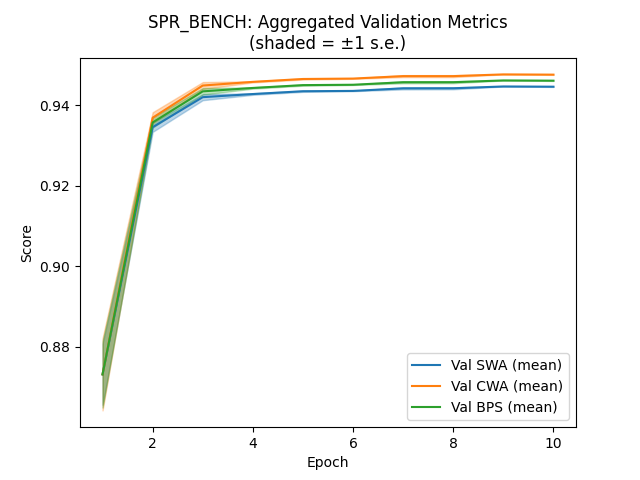 SPR_BENCH: Aggregated Validation Metrics
(shaded = ±1 s.e.)
Score
0.94
0.92
0.90
0.88
Val SWA (mean)
Val CWA (mean)
Val BPS (mean)
2 4 6 8 10
Epoch